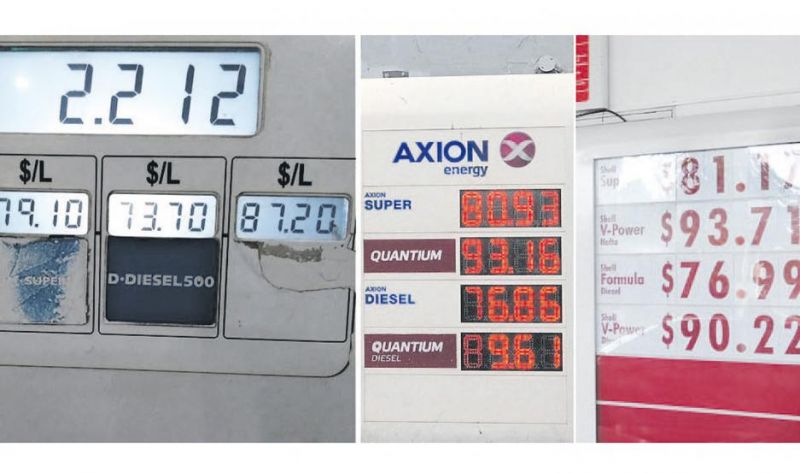 2.212
$/L $/L $/L
79.10 73.70 87.20
SUPER D-DIESEL500
AXION
energy
AXION
SUPER 80.93
QUANTIUM 93.16
AXION
DIESEL 76.86
QUANTIUM
DIESEL 89.61
Shell
Sup $81.1
Shell
V-Power
Nafta $93.71
Shell
Formula
Diesel $76.99
Shell
V-Power
$90.22